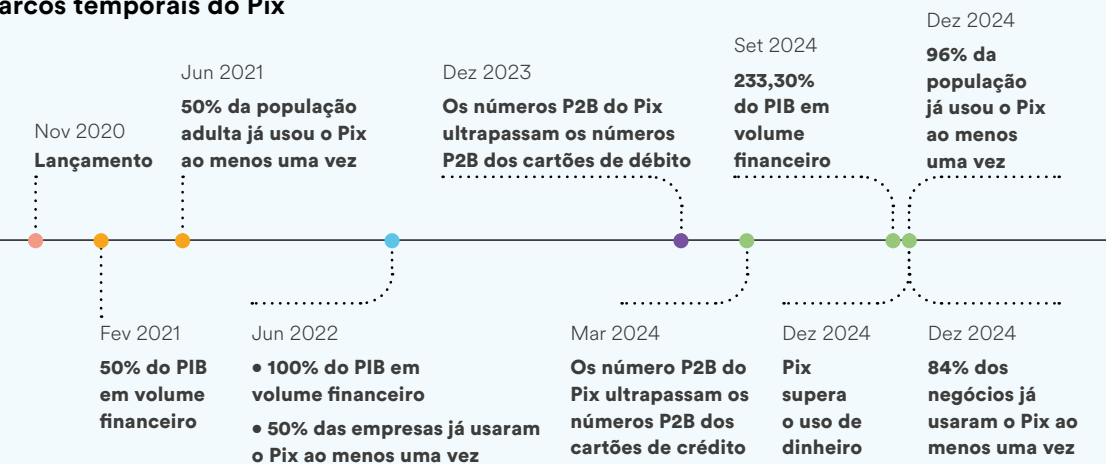 arcos temporais do Pix
Nov 2020
Lançamento
Jun 2021
50% da população
adulta já usou o Pix
ao menos uma vez
Dez 2023
Os números P2B do Pix
ultrapassam os números
P2B dos cartões de débito
Set 2024
233,30%
do PIB em
volume
financeiro
Dez 2024
96% da
população
já usou o Pix
ao menos
uma vez
Fev 2021
50% do PIB
em volume
financeiro
Jun 2022
• 100% do PIB em
volume financeiro
• 50% das empresas já usaram
o Pix ao menos uma vez
Mar 2024
Os número P2B do
Pix ultrapassam os
números P2B dos
cartões de crédito
Dez 2024
Pix
supera
o uso de
dinheiro
Dez 2024
84% dos
negócios já
usaram o Pix ao
menos uma vez